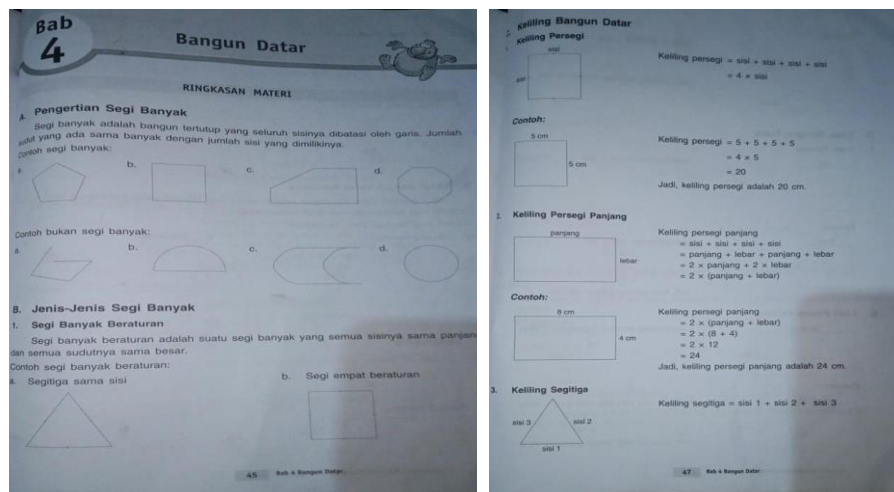 Bab
4
Bangun Datar
RINGKASAN MATERI
A. Pengertian Segi Banyak
Segi banyak adalah bangun tertutup yang seluruh sisinya dibatasi oleh garis. Jumlah
sudut yang ada sama banyak dengan jumlah sisi yang dimilikinya.
Contoh segi banyak:
a.
b.
c.
d.
Contoh bukan segi banyak:
a.
b.
c.
d.
B. Jenis-Jenis Segi Banyak
1. Segi Banyak Beraturan
Segi banyak beraturan adalah suatu segi banyak yang semua sisinya sama panjan
dan semua sudutnya sama besar.
Contoh segi banyak beraturan:
a. Segitiga sama sisi
b. Segi empat beraturan
45 Bab 4 Bangun Datar
Keliling Bangun Datar
Keliling Persegi
sisi
sisi
Keliling persegi = sisi + sisi + sisi + sisi
= 4 × sisi
Contoh:
5 cm
5 cm
Keliling persegi = 5 + 5 + 5 + 5
= 4 × 5
= 20
Jadi, keliling persegi adalah 20 cm.
2. Keliling Persegi Panjang
panjang
lebar
Keliling persegi panjang
= sisi + sisi + sisi + sisi
= panjang + lebar + panjang + lebar
= 2 × panjang + 2 × lebar
= 2 × (panjang + lebar)
Contoh:
8 cm
4 cm
Keliling persegi panjang
= 2 × (panjang + lebar)
= 2 × (8 + 4)
= 2 × 12
= 24
Jadi, keliling persegi panjang adalah 24 cm.
3. Keliling Segitiga
sisi 3
sisi 2
sisi 1
Keliling segitiga = sisi 1 + sisi 2 + sisi 3
47 Bab 4 Bangun Datar